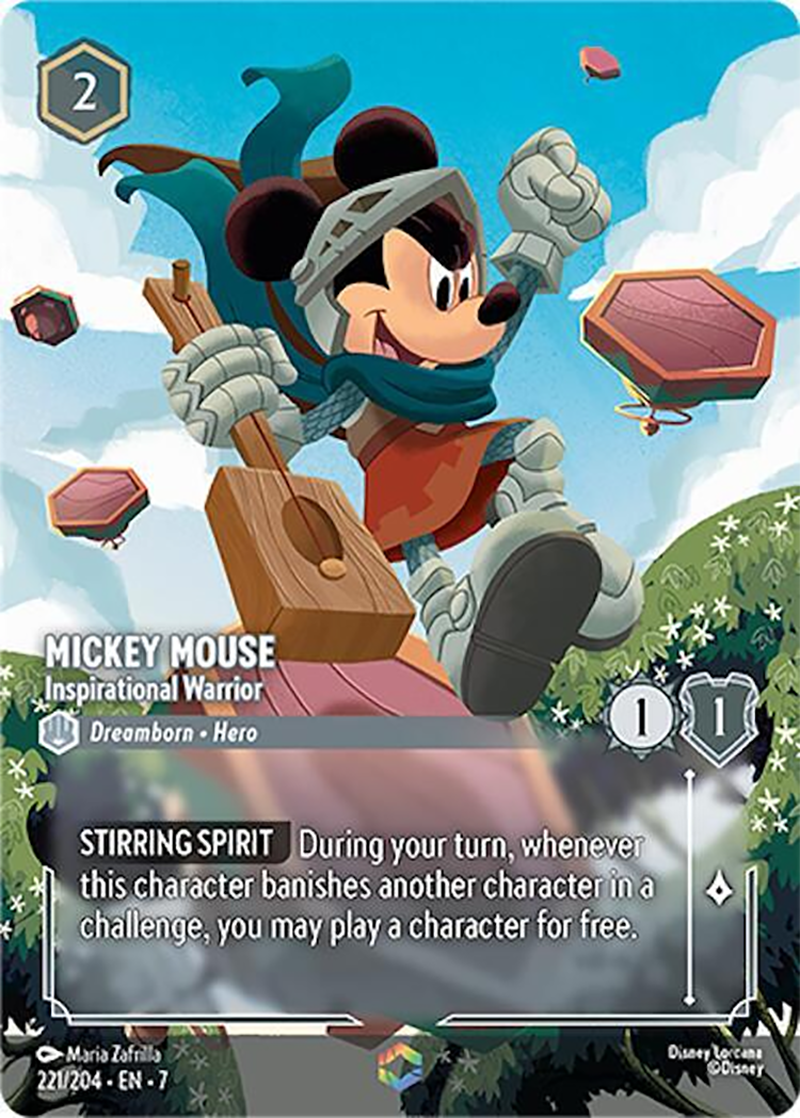 2
MICKEY MOUSE
Inspirational Warrior
Dreamborn • Hero
1 1
STIRRING SPIRIT During your turn, whenever
this character banishes another character in a
challenge, you may play a character for free.
Maria Zafrilla
221/204 • EN • 7
Disney Lorcana
©Disney